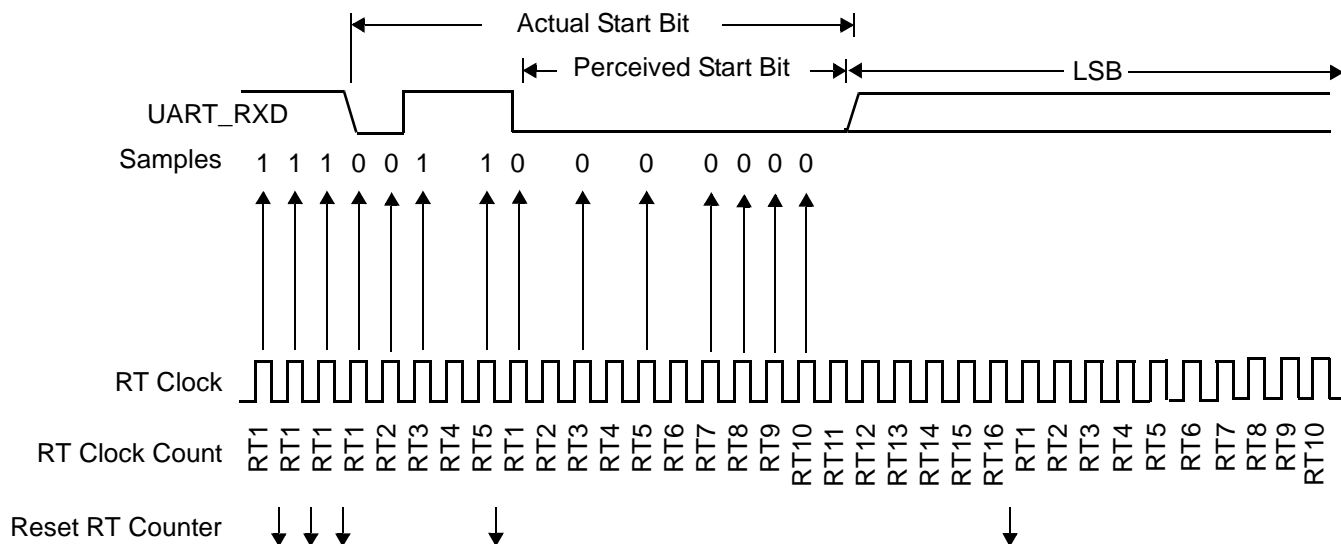 Actual Start Bit
Perceived Start Bit
LSB
UART_RXD
Samples 1 1 1 0 0 1 1 0 0 0 0 0 0 0
RT Clock
RT Clock Count RT1 RT1 RT1 RT1 RT2 RT3 RT4 RT5 RT1 RT2 RT3 RT4 RT5 RT6 RT7 RT8 RT9 RT10 RT11 RT12 RT13 RT14 RT15 RT16 RT1 RT2 RT3 RT4 RT5 RT6 RT7 RT8 RT9 RT10
Reset RT Counter